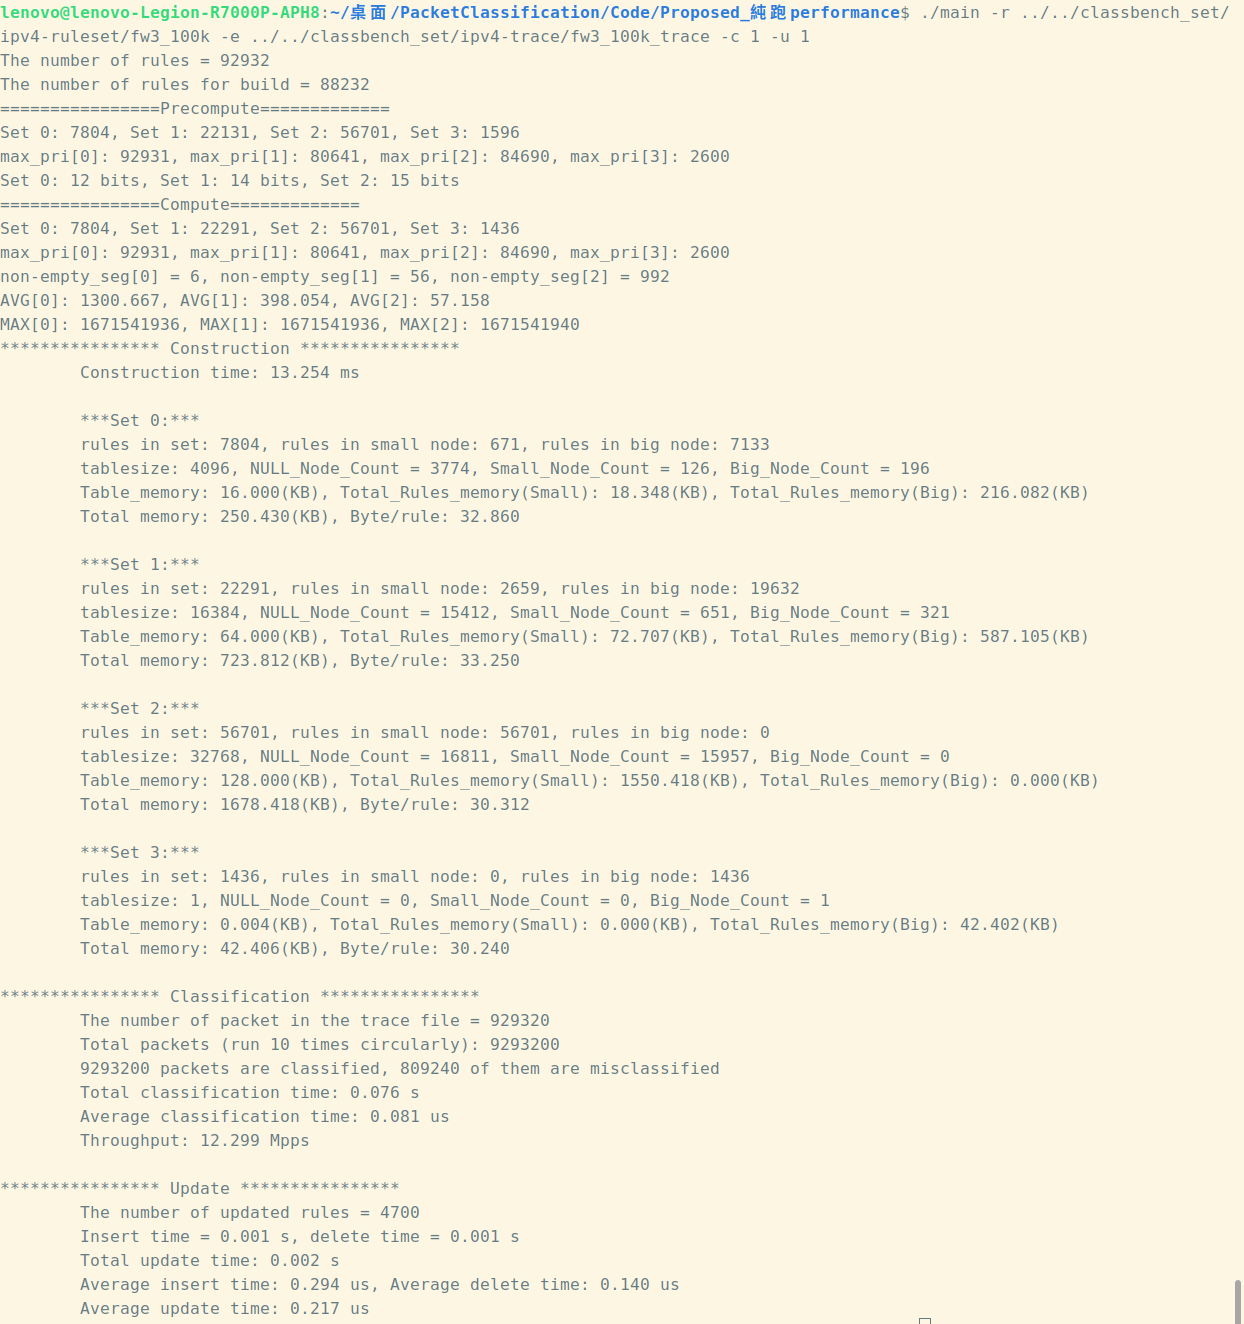 lenovo@lenovo-Legion-R7000P-APH8:~/桌面/PacketClassification/Code/Proposed_純跑performance$ ./main -r ../../classbench_set/
ipv4-ruleset/fw3_100k -e ../../classbench_set/ipv4-trace/fw3_100k_trace -c 1 -u 1
The number of rules = 92932
The number of rules for build = 88232
================Precompute=============
Set 0: 7804, Set 1: 22131, Set 2: 56701, Set 3: 1596
max_pri[0]: 92931, max_pri[1]: 80641, max_pri[2]: 84690, max_pri[3]: 2600
Set 0: 12 bits, Set 1: 14 bits, Set 2: 15 bits
================Compute=============
Set 0: 7804, Set 1: 22291, Set 2: 56701, Set 3: 1436
max_pri[0]: 92931, max_pri[1]: 80641, max_pri[2]: 84690, max_pri[3]: 2600
non-empty_seg[0] = 6, non-empty_seg[1] = 56, non-empty_seg[2] = 992
AVG[0]: 1300.667, AVG[1]: 398.054, AVG[2]: 57.158
MAX[0]: 1671541936, MAX[1]: 1671541936, MAX[2]: 1671541940
**************** Construction ****************
Construction time: 13.254 ms
***Set 0:***
rules in set: 7804, rules in small node: 671, rules in big node: 7133
tablesize: 4096, NULL_Node_Count = 3774, Small_Node_Count = 126, Big_Node_Count = 196
Table_memory: 16.000(KB), Total_Rules_memory(Small): 18.348(KB), Total_Rules_memory(Big): 216.082(KB)
Total memory: 250.430(KB), Byte/rule: 32.860
***Set 1:***
rules in set: 22291, rules in small node: 2659, rules in big node: 19632
tablesize: 16384, NULL_Node_Count = 15412, Small_Node_Count = 651, Big_Node_Count = 321
Table_memory: 64.000(KB), Total_Rules_memory(Small): 72.707(KB), Total_Rules_memory(Big): 587.105(KB)
Total memory: 723.812(KB), Byte/rule: 33.250
***Set 2:***
rules in set: 56701, rules in small node: 56701, rules in big node: 0
tablesize: 32768, NULL_Node_Count = 16811, Small_Node_Count = 15957, Big_Node_Count = 0
Table_memory: 128.000(KB), Total_Rules_memory(Small): 1550.418(KB), Total_Rules_memory(Big): 0.000(KB)
Total memory: 1678.418(KB), Byte/rule: 30.312
***Set 3:***
rules in set: 1436, rules in small node: 0, rules in big node: 1436
tablesize: 1, NULL_Node_Count = 0, Small_Node_Count = 0, Big_Node_Count = 1
Table_memory: 0.004(KB), Total_Rules_memory(Small): 0.000(KB), Total_Rules_memory(Big): 42.402(KB)
Total memory: 42.406(KB), Byte/rule: 30.240
**************** Classification ****************
The number of packet in the trace file = 929320
Total packets (run 10 times circularly): 9293200
9293200 packets are classified, 809240 of them are misclassified
Total classification time: 0.076 s
Average classification time: 0.081 us
Throughput: 12.299 Mpps
**************** Update ****************
The number of updated rules = 4700
Insert time = 0.001 s, delete time = 0.001 s
Total update time: 0.002 s
Average insert time: 0.294 us, Average delete time: 0.140 us
Average update time: 0.217 us